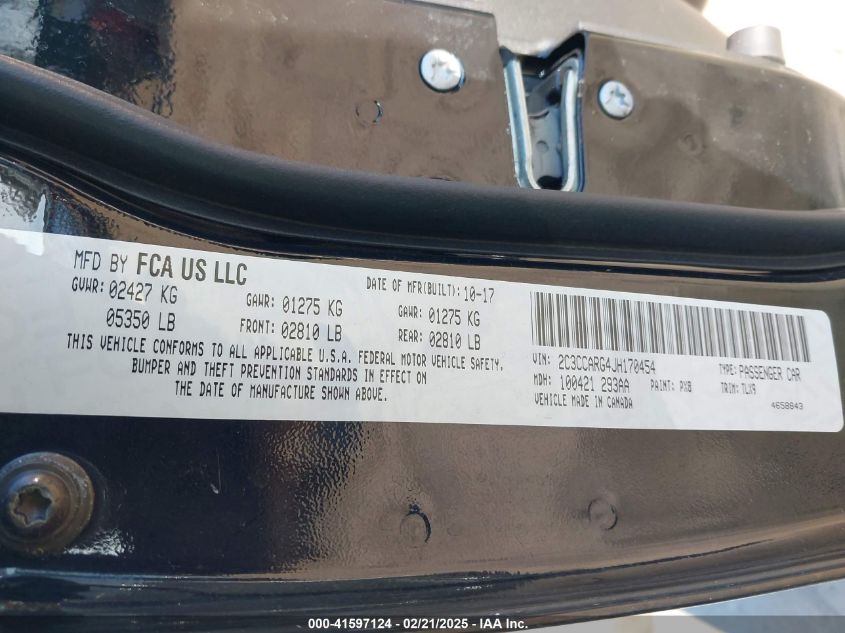 MFD BY FCA US LLC
DATE OF MFR(BUILT): 10-17
GVWR: 02427 KG
GAWR: 01275 KG
GAWR: 01275 KG
05350 LB
FRONT: 02810 LB
REAR: 02810 LB
THIS VEHICLE CONFORMS TO ALL APPLICABLE U.S.A. FEDERAL MOTOR VEHICLE SAFETY,
BUMPER AND THEFT PREVENTION STANDARDS IN EFFECT ON
THE DATE OF MANUFACTURE SHOWN ABOVE.
VIN: 2C3CCARG4JH170454
TYPE: PASSENGER CAR
MDH: 100421 293AA
PAINT: PX8
TRIM: TLX9
VEHICLE MADE IN CANADA
4658843
000-41597124 — 02/21/2025 — IAA Inc.